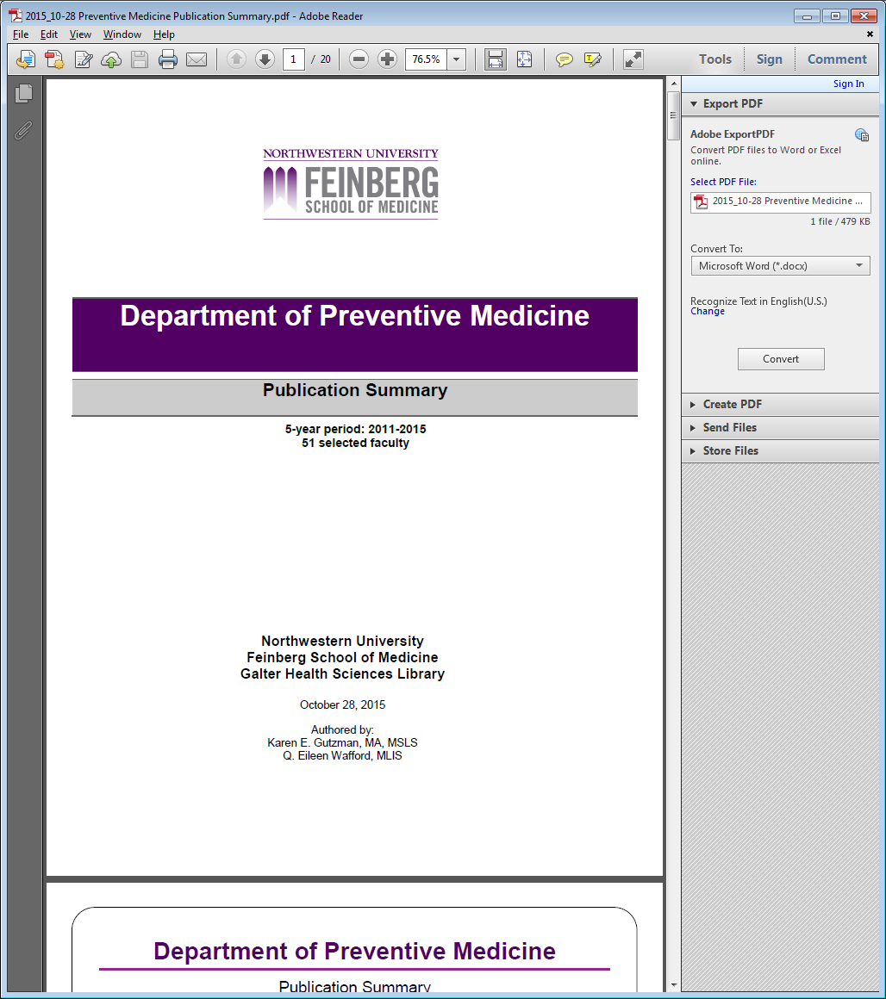 2015_10-28 Preventive Medicine Publication Summary.pdf - Adobe Reader
File Edit View Window Help
1 / 20 76.5% Tools Sign Comment
Sign In
Export PDF
Adobe ExportPDF
Convert PDF files to Word or Excel
online.
Select PDF File:
2015_10-28 Preventive Medicine ...
1 file / 479 KB
Convert To:
Microsoft Word (*.docx)
Recognize Text in English(U.S.)
Change
Convert
Create PDF
Send Files
Store Files
NORTHWESTERN UNIVERSITY
FEINBERG
SCHOOL OF MEDICINE
Department of Preventive Medicine
Publication Summary
5-year period: 2011-2015
51 selected faculty
Northwestern University
Feinberg School of Medicine
Galter Health Sciences Library
October 28, 2015
Authored by:
Karen E. Gutzman, MA, MSLS
Q. Eileen Wafford, MLIS
Department of Preventive Medicine
Publication Summary